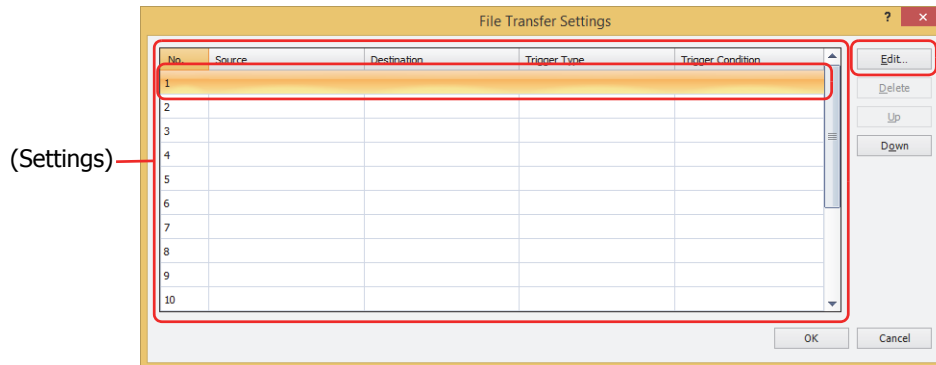 File Transfer Settings
?
No. Source Destination Trigger Type Trigger Condition
Edit...
1
Delete
2
Up
3
Down
(Settings)
4
5
6
7
8
9
10
OK Cancel